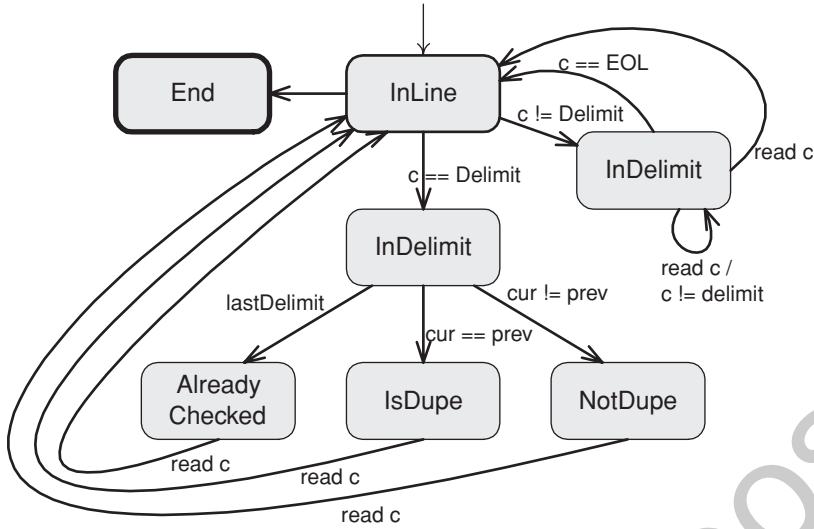 End
InLine
c == EOL
c != Delimit
InDelimit
read c
c == Delimit
read c /
c != delimit
InDelimit
lastDelimit
cur != prev
cur == prev
Already
Checked
IsDupe
NotDupe
read c
read c
read c